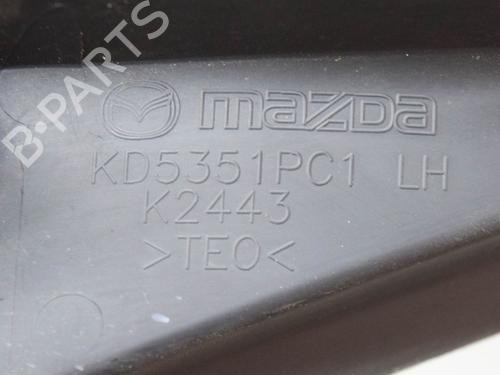 B-PARTS
mazda
KD5351PC1 LH
K2443
>TEO<